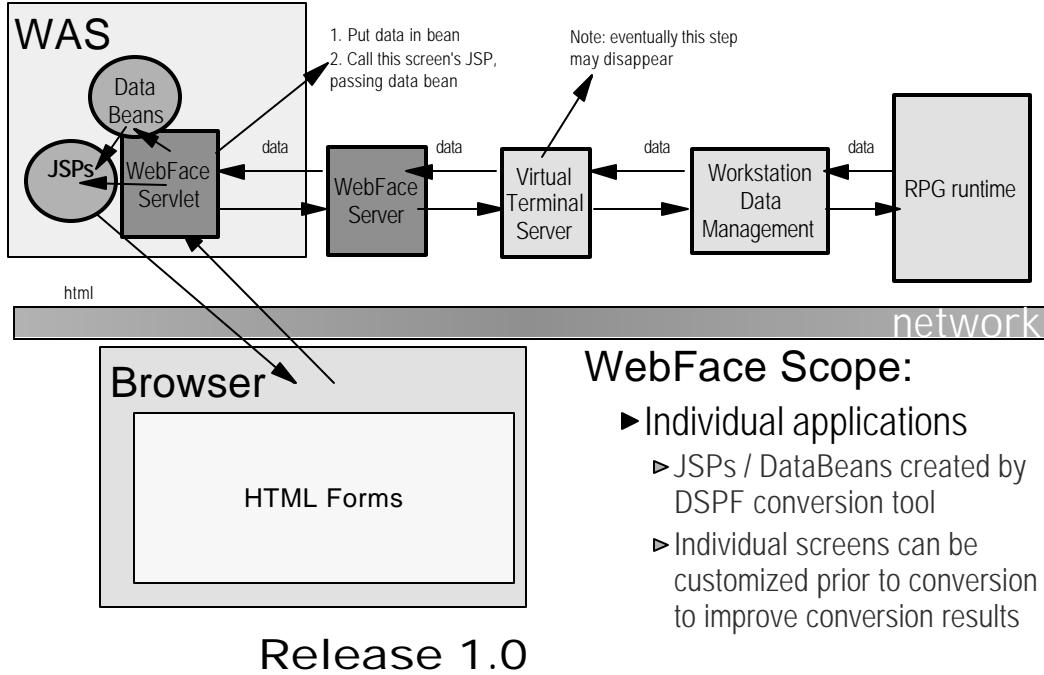 WAS
1. Put data in bean
2. Call this screen's JSP,
passing data bean
Note: eventually this step
may disappear
Data
Beans
JSPs
WebFace
Servlet
data
WebFace
Server
data
Virtual
Terminal
Server
data
Workstation
Data
Management
data
RPG runtime
html
network
Browser
HTML Forms
WebFace Scope:
Individual applications
JSPs / DataBeans created by
DSPF conversion tool
Individual screens can be
customized prior to conversion
to improve conversion results
Release 1.0